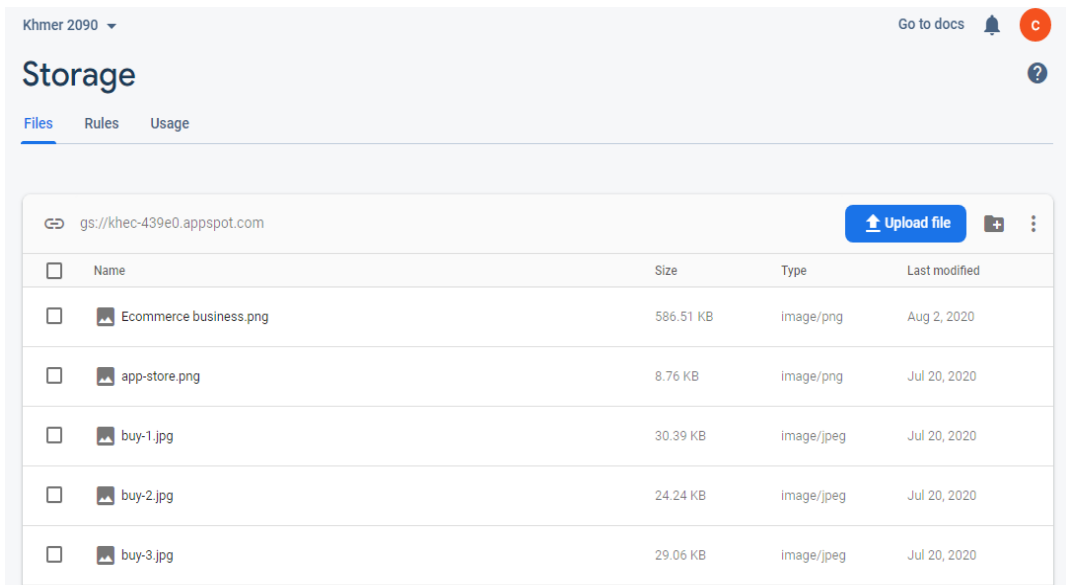 Khmer 2090 Go to docs C
Storage
Files Rules Usage
gs://khec-439e0.appspot.com Upload file
Name Size Type Last modified
Ecommerce business.png 586.51 KB image/png Aug 2, 2020
app-store.png 8.76 KB image/png Jul 20, 2020
buy-1.jpg 30.39 KB image/jpeg Jul 20, 2020
buy-2.jpg 24.24 KB image/jpeg Jul 20, 2020
buy-3.jpg 29.06 KB image/jpeg Jul 20, 2020